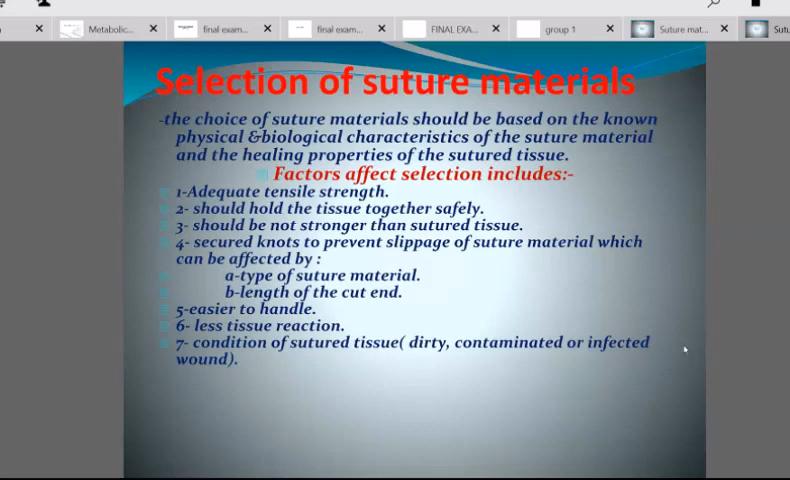 Metabolic...
final exam...
final exam...
FINAL EXA...
group 1
Suture mat...
Sut
Selection of suture materials
-the choice of suture materials should be based on the known
physical &biological characteristics of the suture material
and the healing properties of the sutured tissue.
Factors affect selection includes:-
1-Adequate tensile strength.
2- should hold the tissue together safely.
3- should be not stronger than sutured tissue.
4- secured knots to prevent slippage of suture material which
can be affected by :
a-type of suture material.
b-length of the cut end.
5-easier to handle.
6- less tissue reaction.
7- condition of sutured tissue( dirty, contaminated or infected
wound).